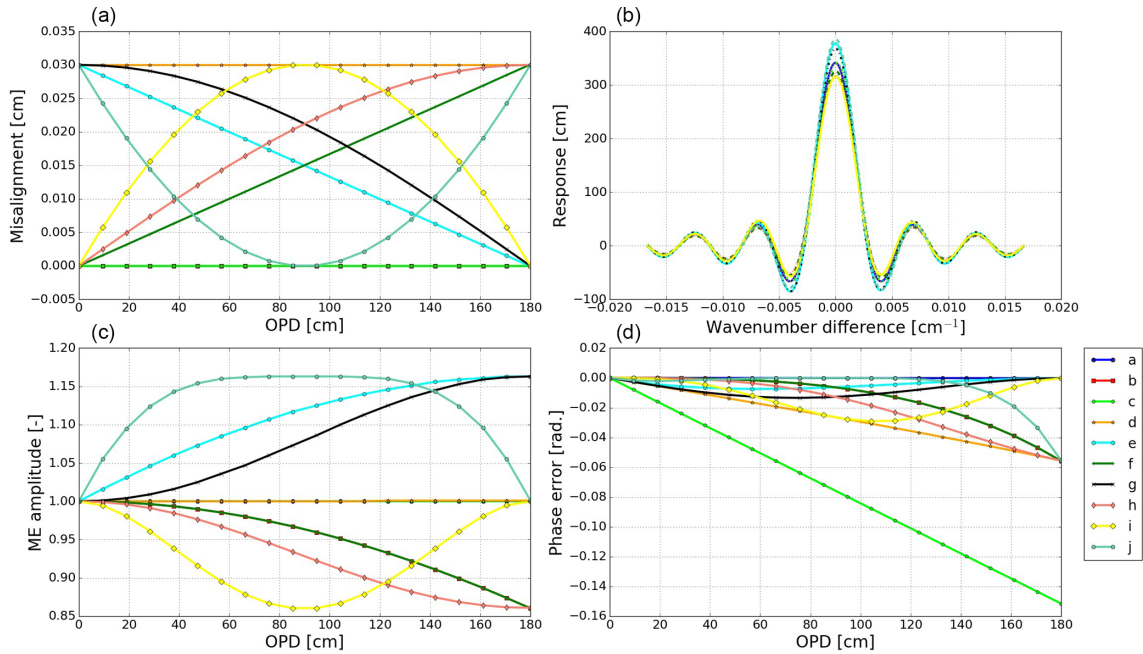 (a)
0.035
0.030
0.025
0.020
0.015
0.010
0.005
0.000
−0.005
Misalignment [cm]
0 20 40 60 80 100 120 140 160 180
OPD [cm]
(b)
400
300
200
100
0
−100
Response [cm]
−0.020 −0.015 −0.010 −0.005 0.000 0.005 0.010 0.015 0.020
Wavenumber difference [cm−1]
(c)
1.20
1.15
1.10
1.05
1.00
0.95
0.90
0.85
ME amplitude [-]
0 20 40 60 80 100 120 140 160 180
OPD [cm]
(d)
0.02
0.00
−0.02
−0.04
−0.06
−0.08
−0.10
−0.12
−0.14
−0.16
Phase error [rad.]
0 20 40 60 80 100 120 140 160 180
OPD [cm]
a
b
c
d
e
f
g
h
i
j